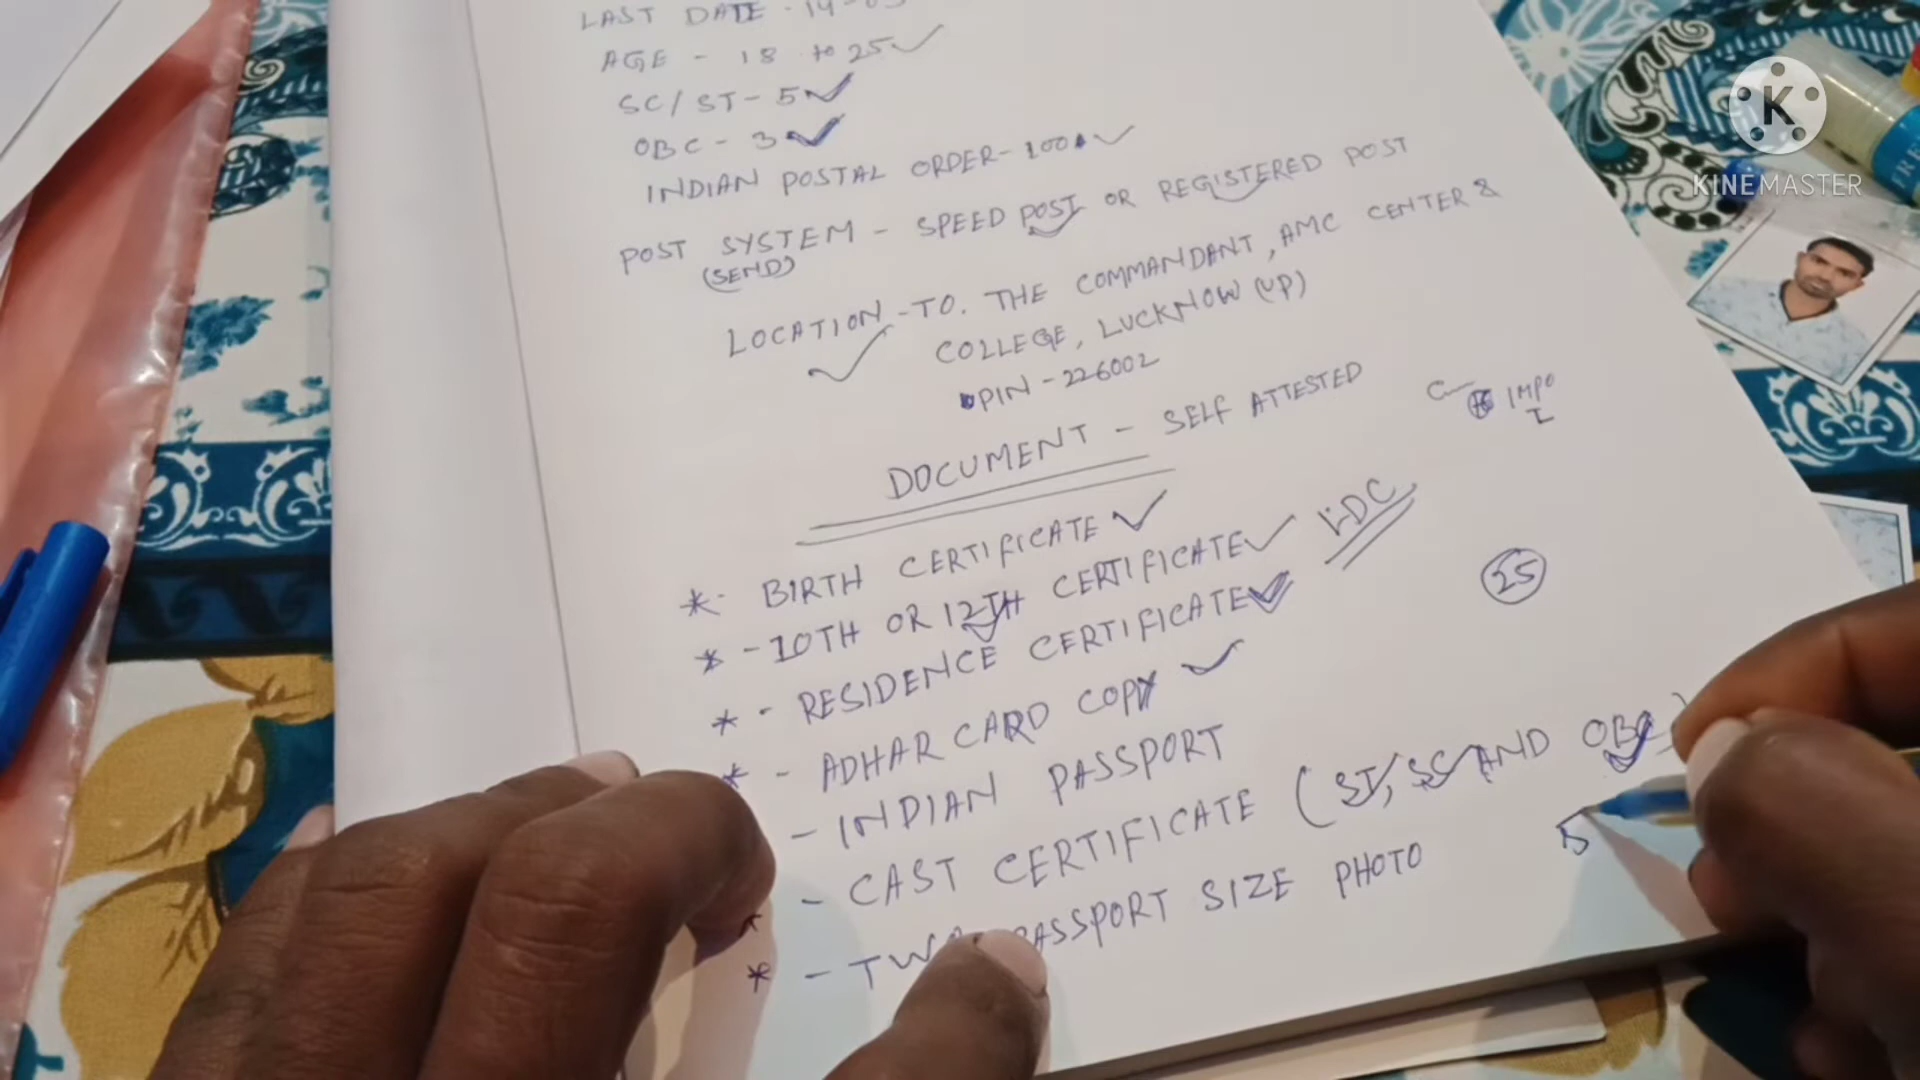 LAST DATE - 14-05
AGE - 18 to 25
SC/ST - 5
OBC - 3
INDIAN POSTAL ORDER - 100
POST SYSTEM - SPEED POST OR REGISTERED POST
(SEND)
LOCATION - TO. THE COMMANDANT, AMC CENTER &
COLLEGE, LUCKNOW (UP)
PIN - 226002
DOCUMENT - SELF ATTESTED
IMPO
* - BIRTH CERTIFICATE
* - 10TH OR 12TH CERTIFICATE LDC
* - RESIDENCE CERTIFICATE
25
* - ADHAR CARD COPY
- INDIAN PASSPORT
- CAST CERTIFICATE (ST, SC AND OBC)
* - TWO PASSPORT SIZE PHOTO
K
KINEMASTER